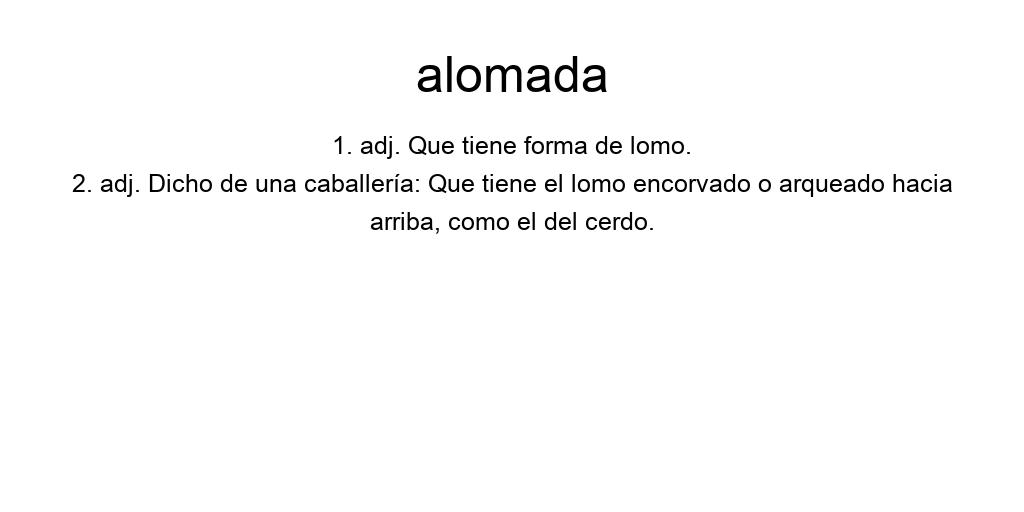 alomada
1. adj. Que tiene forma de lomo.
2. adj. Dicho de una caballería: Que tiene el lomo encorvado o arqueado hacia
arriba, como el del cerdo.